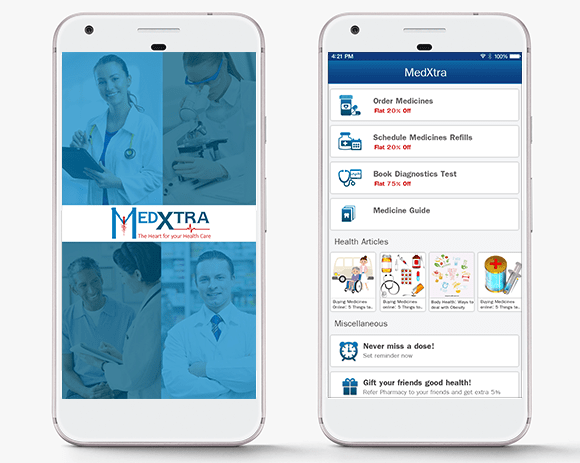 MEDXTRA
The Heart for your Health Care
4:21 PM
100%
MedXtra
Order Medicines
Flat 20% Off
Schedule Medicines Refills
Flat 20% Off
Book Diagnostics Test
Flat 75% Off
Medicine Guide
Health Articles
Buying Medicines
online: 5 Things to..
Buying Medicines
online: 5 Things to..
Body Health: Ways to
deal with Obesity
Buying Medicines
online: 5 Things to..
Miscellaneous
Never miss a dose!
Set reminder now
Gift your friends good health!
Refer Pharmacy to your friends and get extra 5%